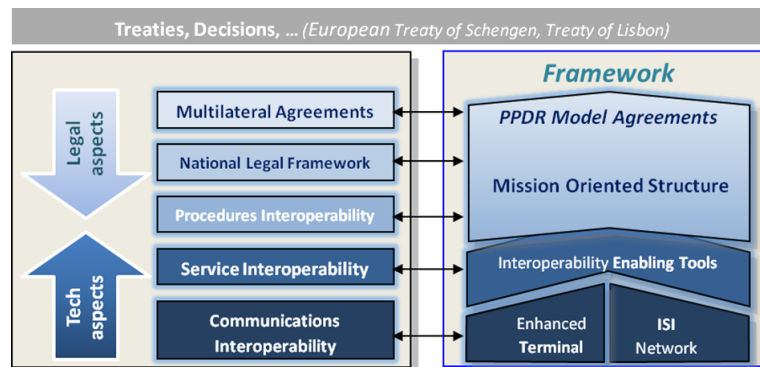 Treaties, Decisions, ... (European Treaty of Schengen, Treaty of Lisbon)
Legal
aspects
Tech
aspects
Multilateral Agreements
National Legal Framework
Procedures Interoperability
Service Interoperability
Communications
Interoperability
Framework
PPDR Model Agreements
Mission Oriented Structure
Interoperability Enabling Tools
Enhanced
Terminal
ISI
Network